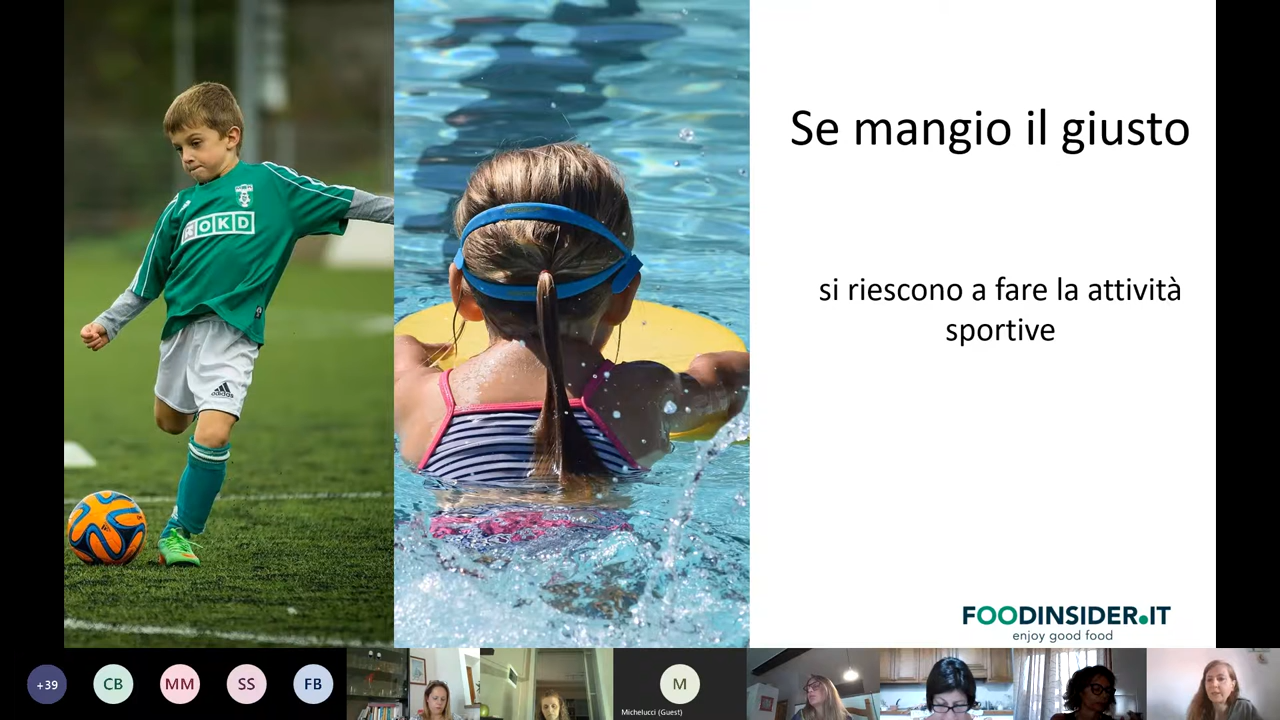 Se mangio il giusto
si riescono a fare la attività
sportive
OKD
adidas
FOODINSIDER.IT
enjoy good food
+39
CB
MM
SS
FB
M
Michelucci (Guest)